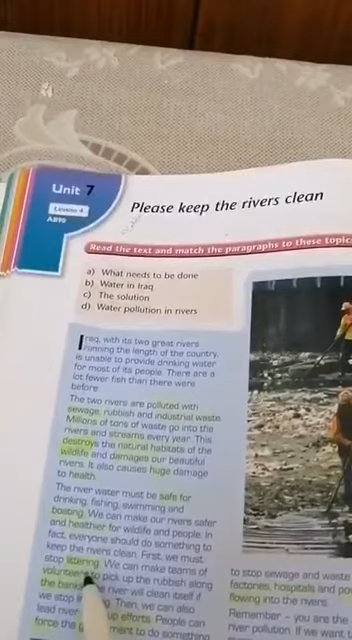 Unit 7
Lesson 4
AB90
Please keep the rivers clean
Read the text and match the paragraphs to these topics
a) What needs to be done
b) Water in Iraq
c) The solution
d) Water pollution in rivers
Iraq, with its two great rivers
running the length of the country,
is unable to provide drinking water
for most of its people. There are a
lot fewer fish than there were
before.
The two rivers are polluted with
sewage, rubbish and industrial waste.
Millions of tons of waste go into the
rivers and streams every year. This
destroys the natural habitats of the
wildlife and damages our beautiful
rivers. It also causes huge damage
to health.
The river water must be safe for
drinking, fishing, swimming and
boating. We can make our rivers safer
and healthier for wildlife and people. In
fact, everyone should do something to
keep the rivers clean. First, we must
stop littering. We can make teams of
volunteers to pick up the rubbish along
the banks. river will clean itself if
we stop Then, we can also
lead river up efforts. People can
force the ment to do something
to stop sewage and waste
factories, hospitals and
flowing into the rivers.
Remember – you are the
river pollution. If we want